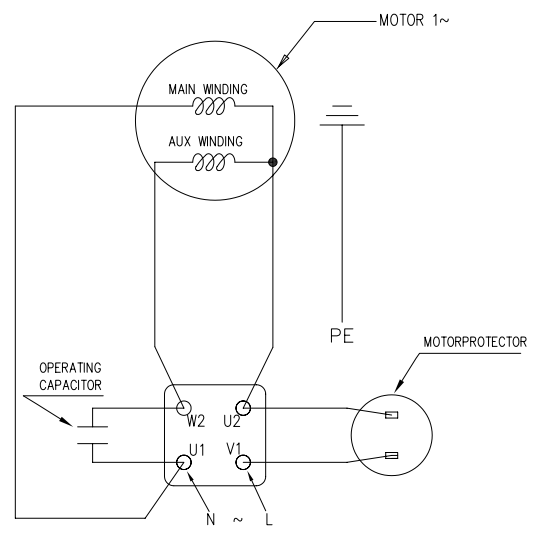 MOTOR 1~
MAIN WINDING
AUX WINDING
PE
MOTORPROTECTOR
OPERATING
CAPACITOR
W2 U2
U1 V1
N ~ L